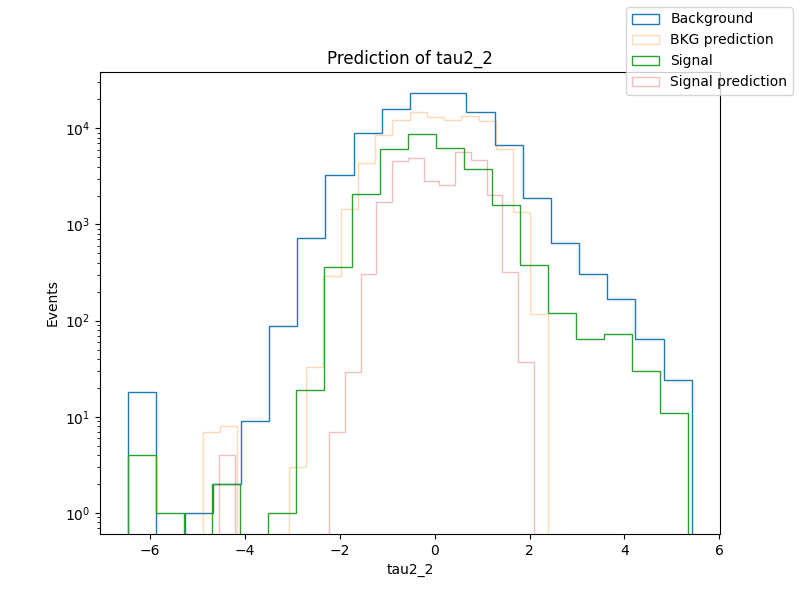 Prediction of tau2_2
Background
BKG prediction
Signal
Signal prediction
Events
10⁴
10³
10²
10¹
10⁰
−6
−4
−2
0
2
4
6
tau2_2